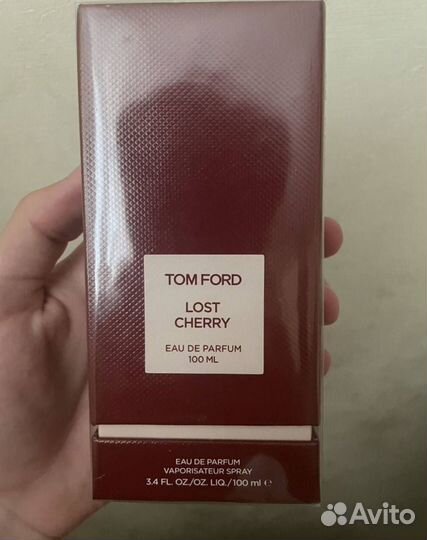 TOM FORD
LOST
CHERRY
EAU DE PARFUM
100 ML
EAU DE PARFUM
VAPORISATEUR SPRAY
3.4 FL. OZ./OZ. LIQ./100 ml ℮
Avito